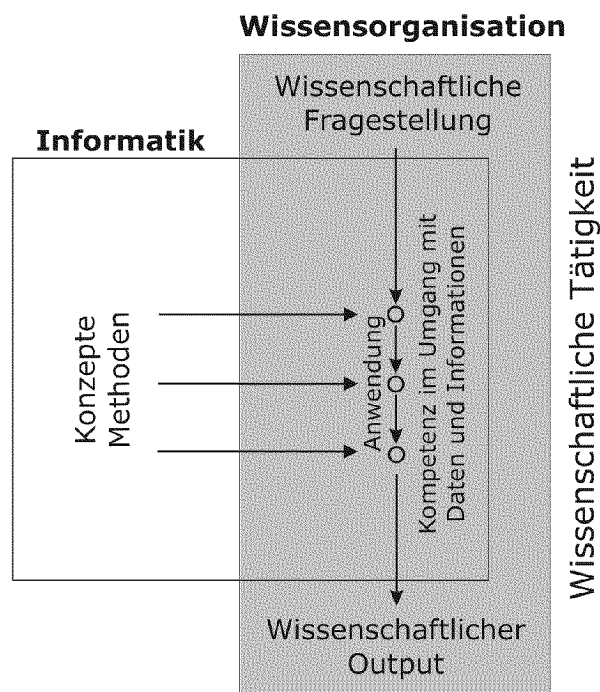 Wissensorganisation
Wissenschaftliche
Fragestellung
Informatik
Konzepte
Methoden
Anwendung
Kompetenz im Umgang mit
Daten und Informationen
Wissenschaftliche Tätigkeit
Wissenschaftlicher
Output